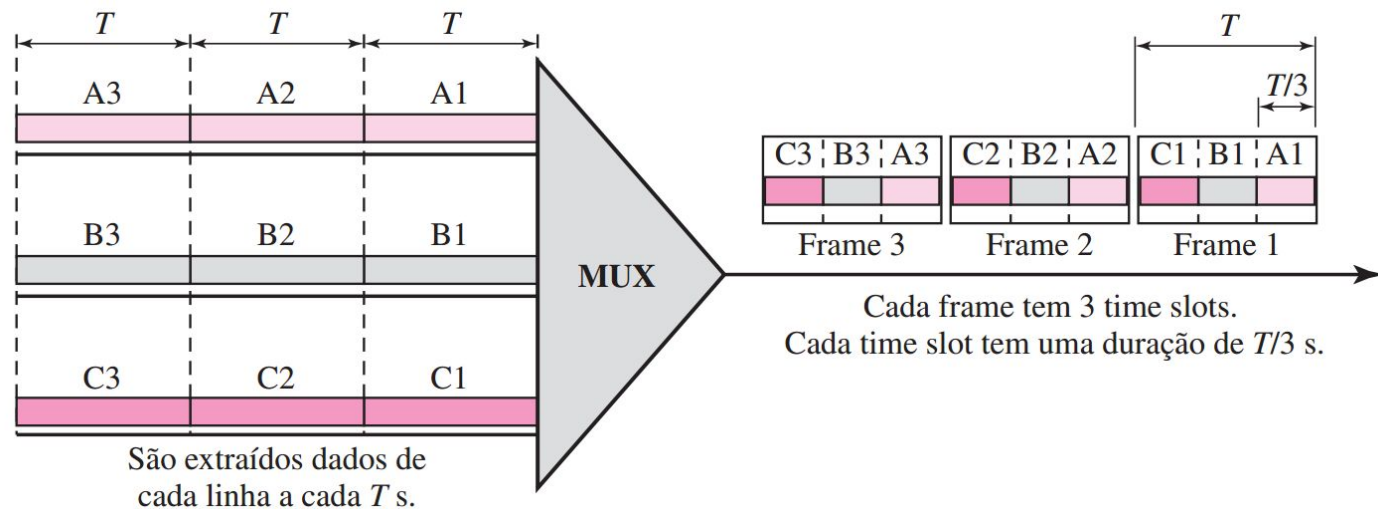 T T T
A3 A2 A1
B3 B2 B1
C3 C2 C1
São extraídos dados de
cada linha a cada T s.
MUX
T
T/3
C3 B3 A3 C2 B2 A2 C1 B1 A1
Frame 3 Frame 2 Frame 1
Cada frame tem 3 time slots.
Cada time slot tem uma duração de T/3 s.